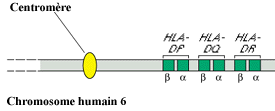 Centromère
HLA- HLA- HLA-
DP DQ DR
β α β α β α
Chromosome humain 6